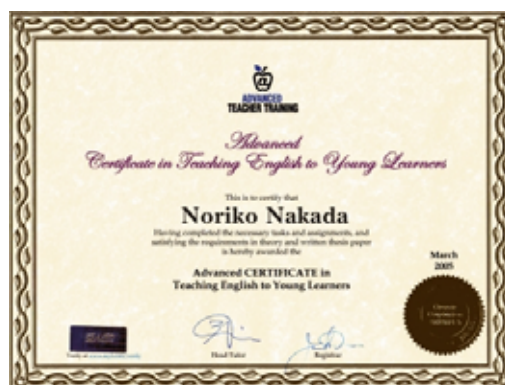 ADVANCED
TEACHER TRAINING
Advanced
Certificate in Teaching English to Young Learners
This is to certify that
Noriko Nakada
Having completed the necessary tasks and assignments, and
satisfying the requirements in theory and written thesis paper
is hereby awarded the
Advanced CERTIFICATE in
Teaching English to Young Learners
March
2005
Head Tutor
Registrar